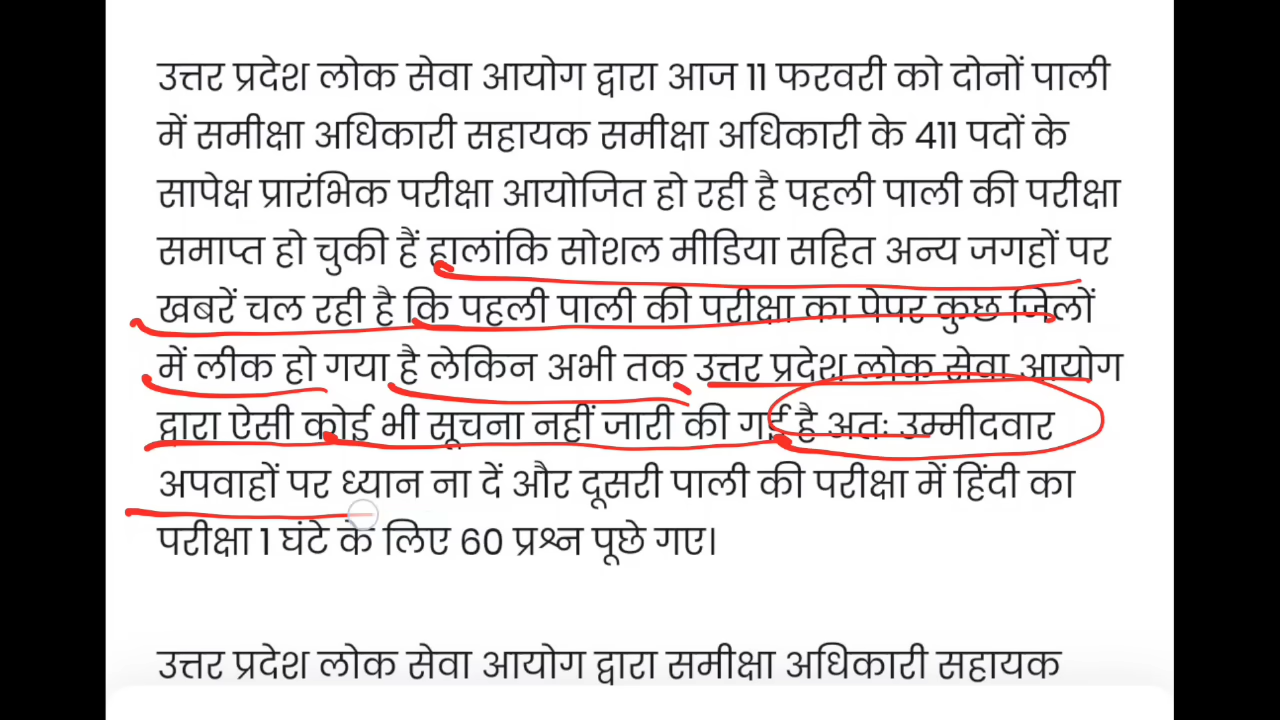 उत्तर प्रदेश लोक सेवा आयोग द्वारा आज 11 फरवरी को दोनों पाली
में समीक्षा अधिकारी सहायक समीक्षा अधिकारी के 411 पदों के
सापेक्ष प्रारंभिक परीक्षा आयोजित हो रही है पहली पाली की परीक्षा
समाप्त हो चुकी हैं हालांकि सोशल मीडिया सहित अन्य जगहों पर
खबरें चल रही है कि पहली पाली की परीक्षा का पेपर कुछ जिलों
में लीक हो गया है लेकिन अभी तक उत्तर प्रदेश लोक सेवा आयोग
द्वारा ऐसी कोई भी सूचना नहीं जारी की गई है अतः उम्मीदवार
अपवाहों पर ध्यान ना दें और दूसरी पाली की परीक्षा में हिंदी का
परीक्षा 1 घंटे के लिए 60 प्रश्न पूछे गए।
उत्तर प्रदेश लोक सेवा आयोग द्वारा समीक्षा अधिकारी सहायक